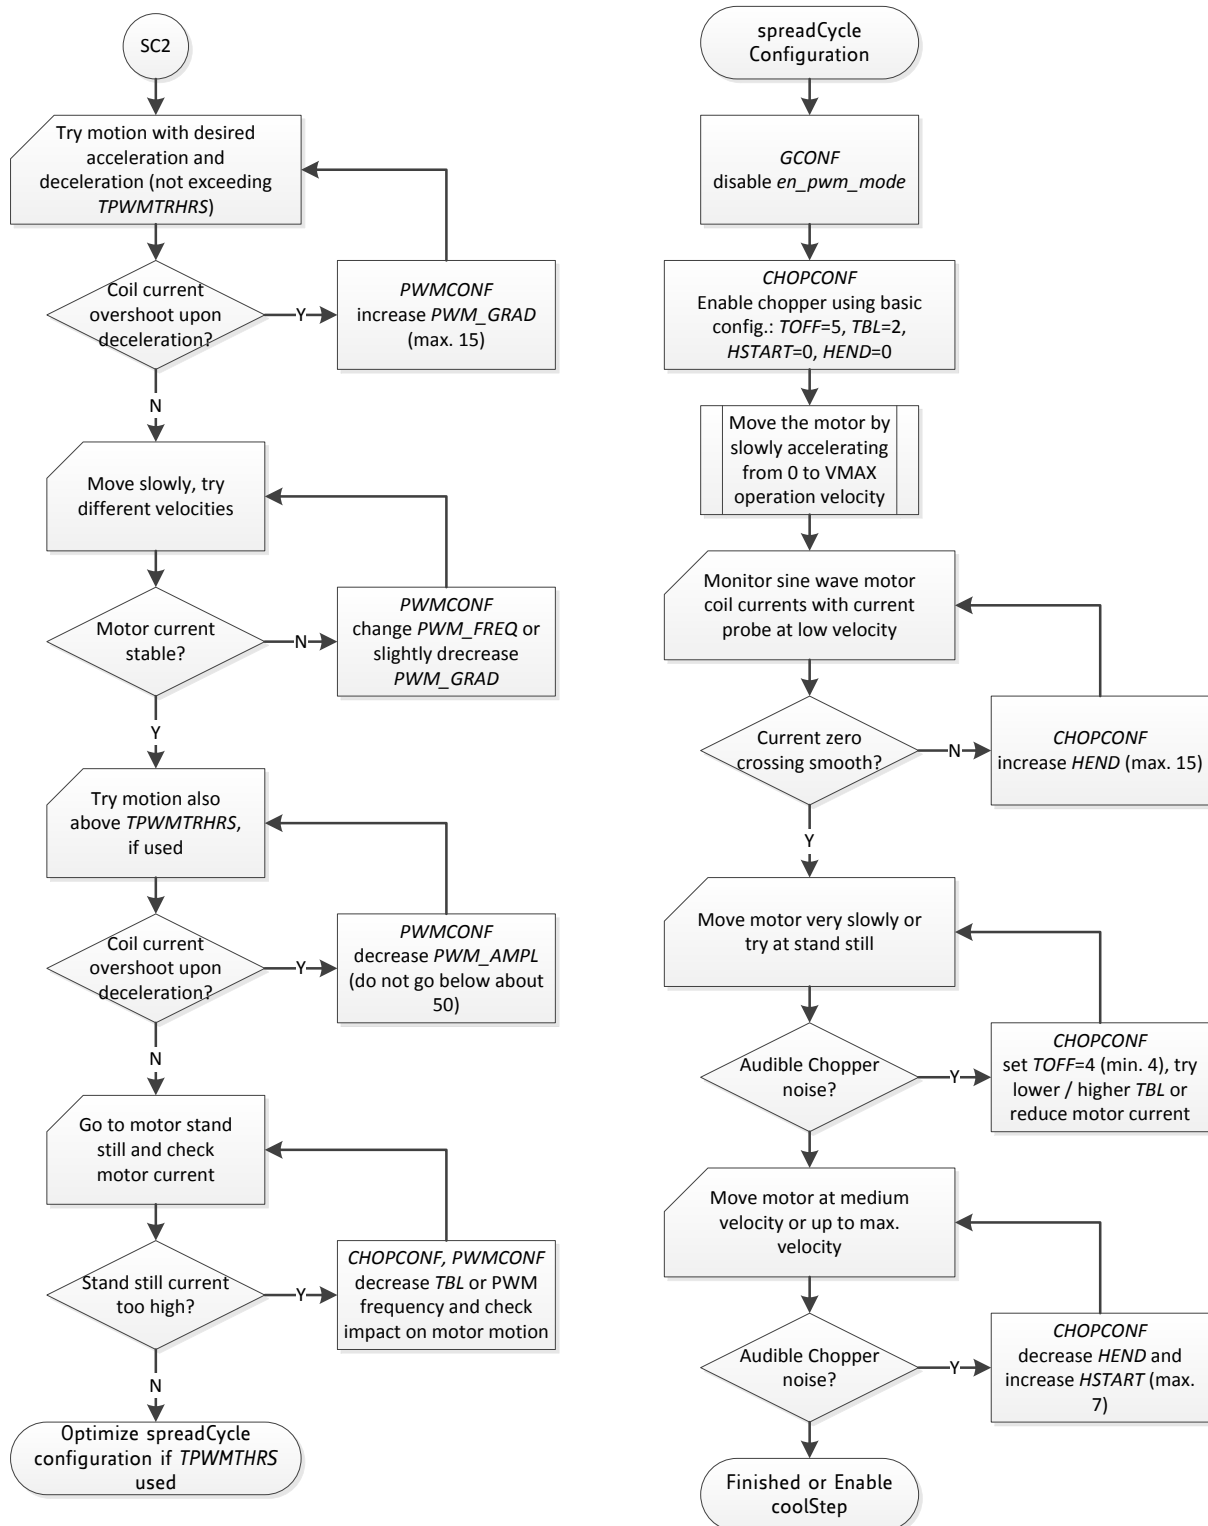 SC2
Try motion with desired
acceleration and
deceleration (not exceeding
TPWMTRHRS)
Coil current
overshoot upon
deceleration?
Y
PWMCONF
increase PWM_GRAD
(max. 15)
N
Move slowly, try
different velocities
Motor current
stable?
N
PWMCONF
change PWM_FREQ or
slightly drecrease
PWM_GRAD
Y
Try motion also
above TPWMTRHRS,
if used
Coil current
overshoot upon
deceleration?
Y
PWMCONF
decrease PWM_AMPL
(do not go below about
50)
N
Go to motor stand
still and check
motor current
Stand still current
too high?
Y
CHOPCONF, PWMCONF
decrease TBL or PWM
frequency and check
impact on motor motion
N
Optimize spreadCycle
configuration if TPWMTHRS
used
spreadCycle
Configuration
GCONF
disable en_pwm_mode
CHOPCONF
Enable chopper using basic
config.: TOFF=5, TBL=2,
HSTART=0, HEND=0
Move the motor by
slowly accelerating
from 0 to VMAX
operation velocity
Monitor sine wave motor
coil currents with current
probe at low velocity
Current zero
crossing smooth?
N
CHOPCONF
increase HEND (max. 15)
Y
Move motor very slowly or
try at stand still
Audible Chopper
noise?
Y
CHOPCONF
set TOFF=4 (min. 4), try
lower / higher TBL or
reduce motor current
Move motor at medium
velocity or up to max.
velocity
Audible Chopper
noise?
Y
CHOPCONF
decrease HEND and
increase HSTART (max.
7)
Finished or Enable
coolStep